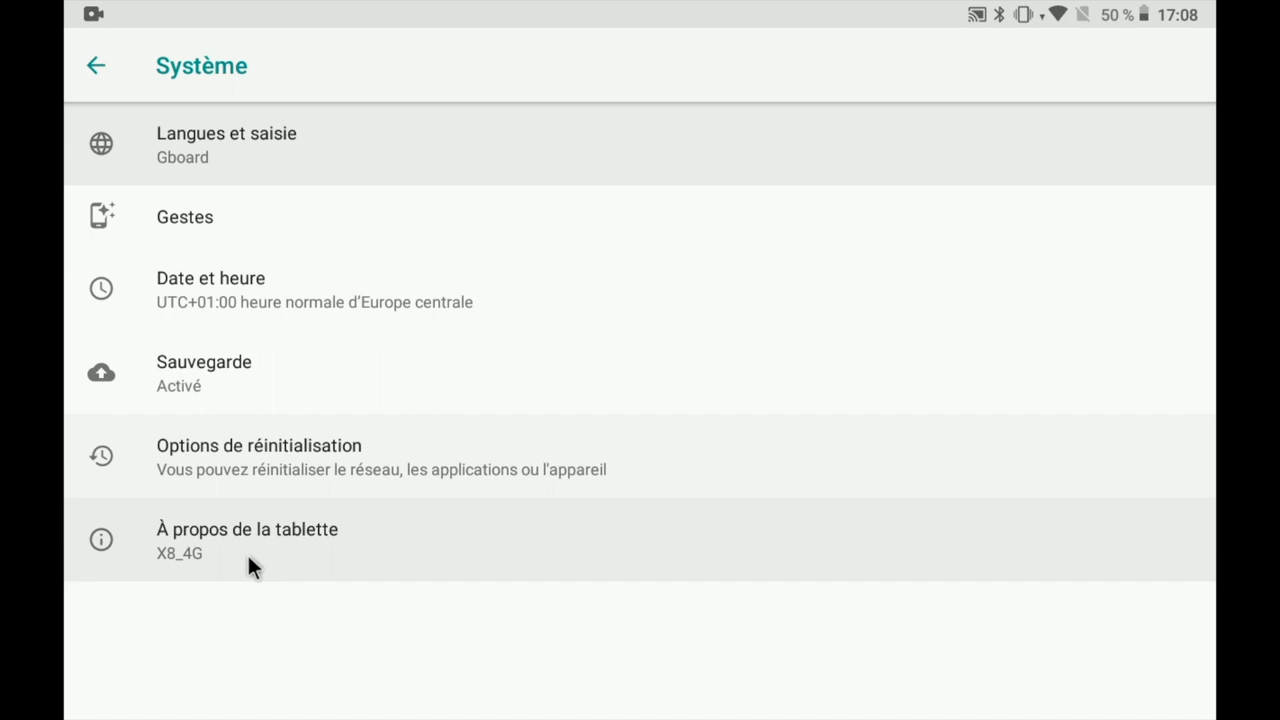 50 % 17:08
Système
Langues et saisie
Gboard
Gestes
Date et heure
UTC+01:00 heure normale d’Europe centrale
Sauvegarde
Activé
Options de réinitialisation
Vous pouvez réinitialiser le réseau, les applications ou l'appareil
À propos de la tablette
X8_4G